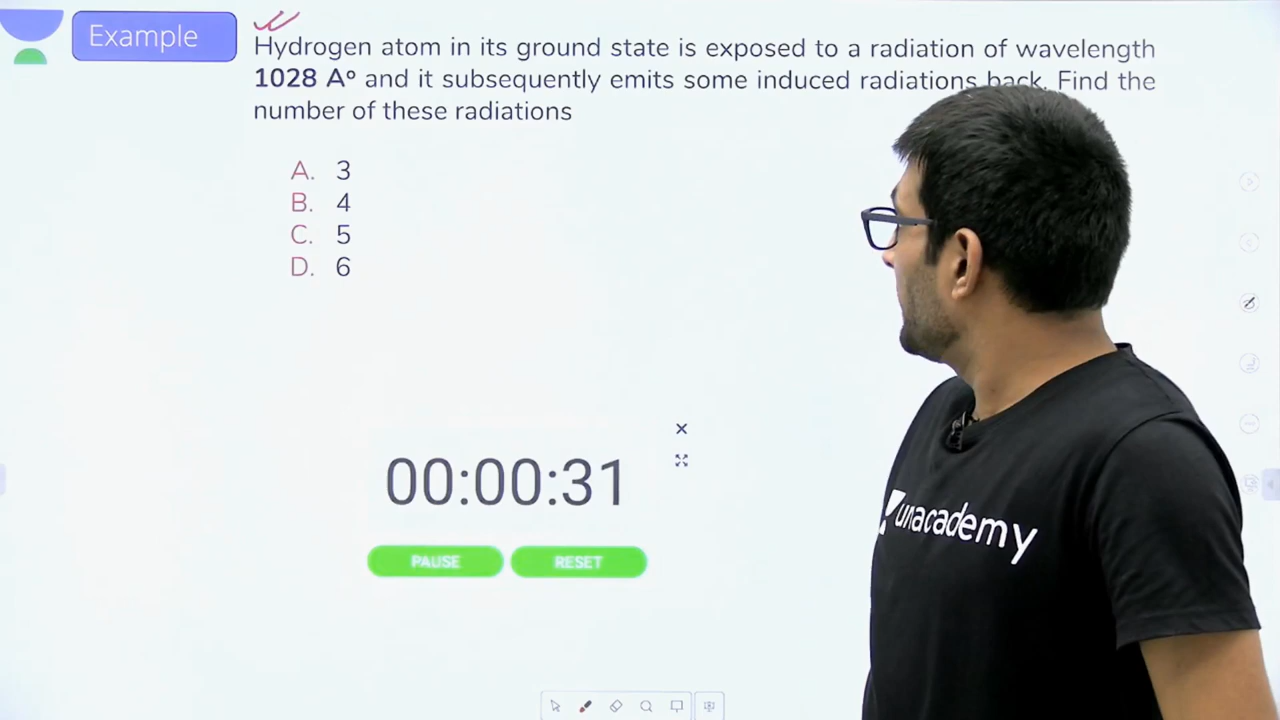 Example
Hydrogen atom in its ground state is exposed to a radiation of wavelength
1028 Aº and it subsequently emits some induced radiations back. Find the
number of these radiations
A. 3
B. 4
C. 5
D. 6
00:00:31
PAUSE
RESET
unacademy